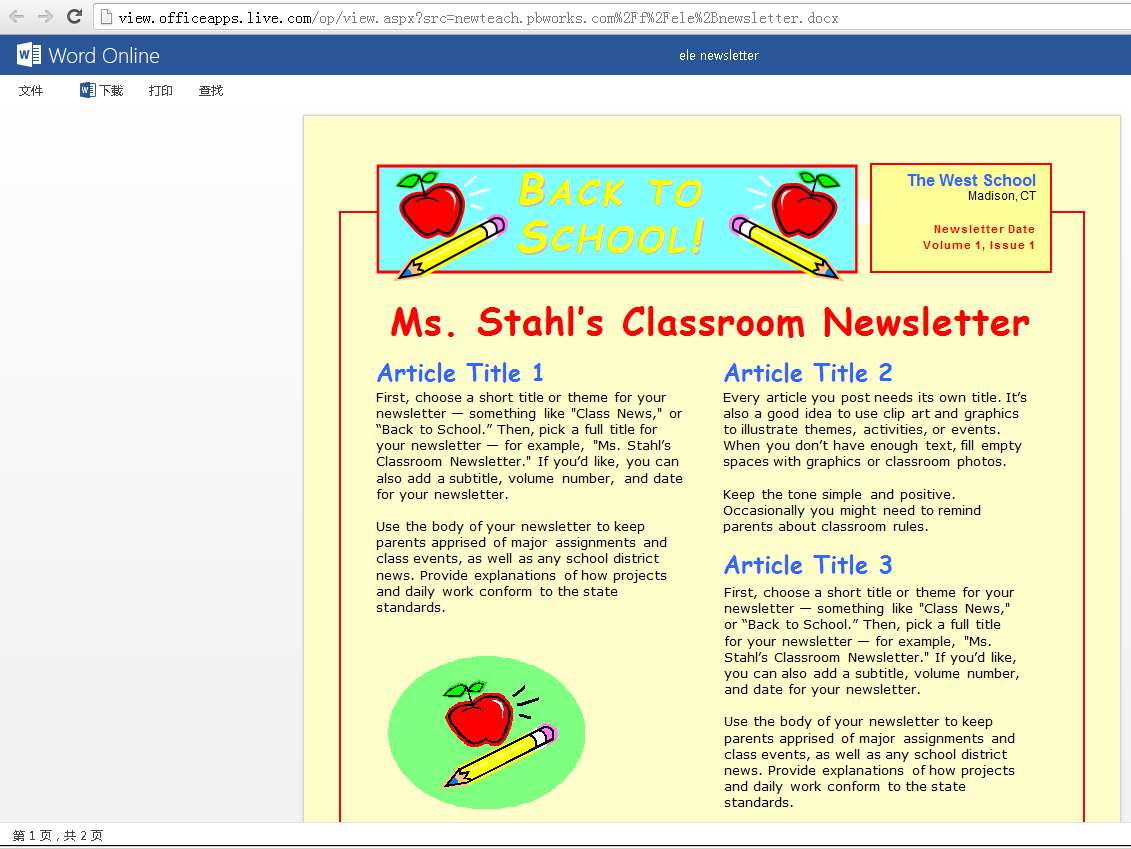 view.officeapps.live.com/op/view.aspx?src=newteach.pbworks.com%2Ff%2Fele%2Bnewsletter.docx
Word Online
ele newsletter
文件 下载 打印 查找
BACK TO
SCHOOL!
The West School
Madison, CT
Newsletter Date
Volume 1, Issue 1
Ms. Stahl’s Classroom Newsletter
Article Title 1
First, choose a short title or theme for your
newsletter — something like "Class News," or
“Back to School.” Then, pick a full title for
your newsletter — for example, "Ms. Stahl’s
Classroom Newsletter." If you’d like, you can
also add a subtitle, volume number, and date
for your newsletter.
Use the body of your newsletter to keep
parents apprised of major assignments and
class events, as well as any school district
news. Provide explanations of how projects
and daily work conform to the state
standards.
Article Title 2
Every article you post needs its own title. It’s
also a good idea to use clip art and graphics
to illustrate themes, activities, or events.
When you don’t have enough text, fill empty
spaces with graphics or classroom photos.
Keep the tone simple and positive.
Occasionally you might need to remind
parents about classroom rules.
Article Title 3
First, choose a short title or theme for your
newsletter — something like "Class News,"
or “Back to School.” Then, pick a full title
for your newsletter — for example, "Ms.
Stahl’s Classroom Newsletter." If you’d like,
you can also add a subtitle, volume number,
and date for your newsletter.
Use the body of your newsletter to keep
parents apprised of major assignments and
class events, as well as any school district
news. Provide explanations of how projects
and daily work conform to the state
standards.
第 1 页，共 2 页